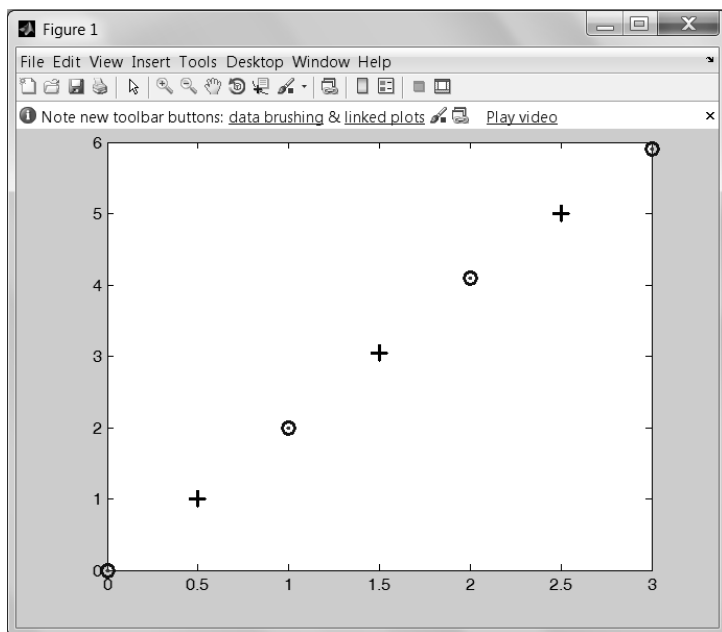 Figure 1
File Edit View Insert Tools Desktop Window Help
Note new toolbar buttons: data brushing & linked plots Play video
6
5
4
3
2
1
0
0 0.5 1 1.5 2 2.5 3